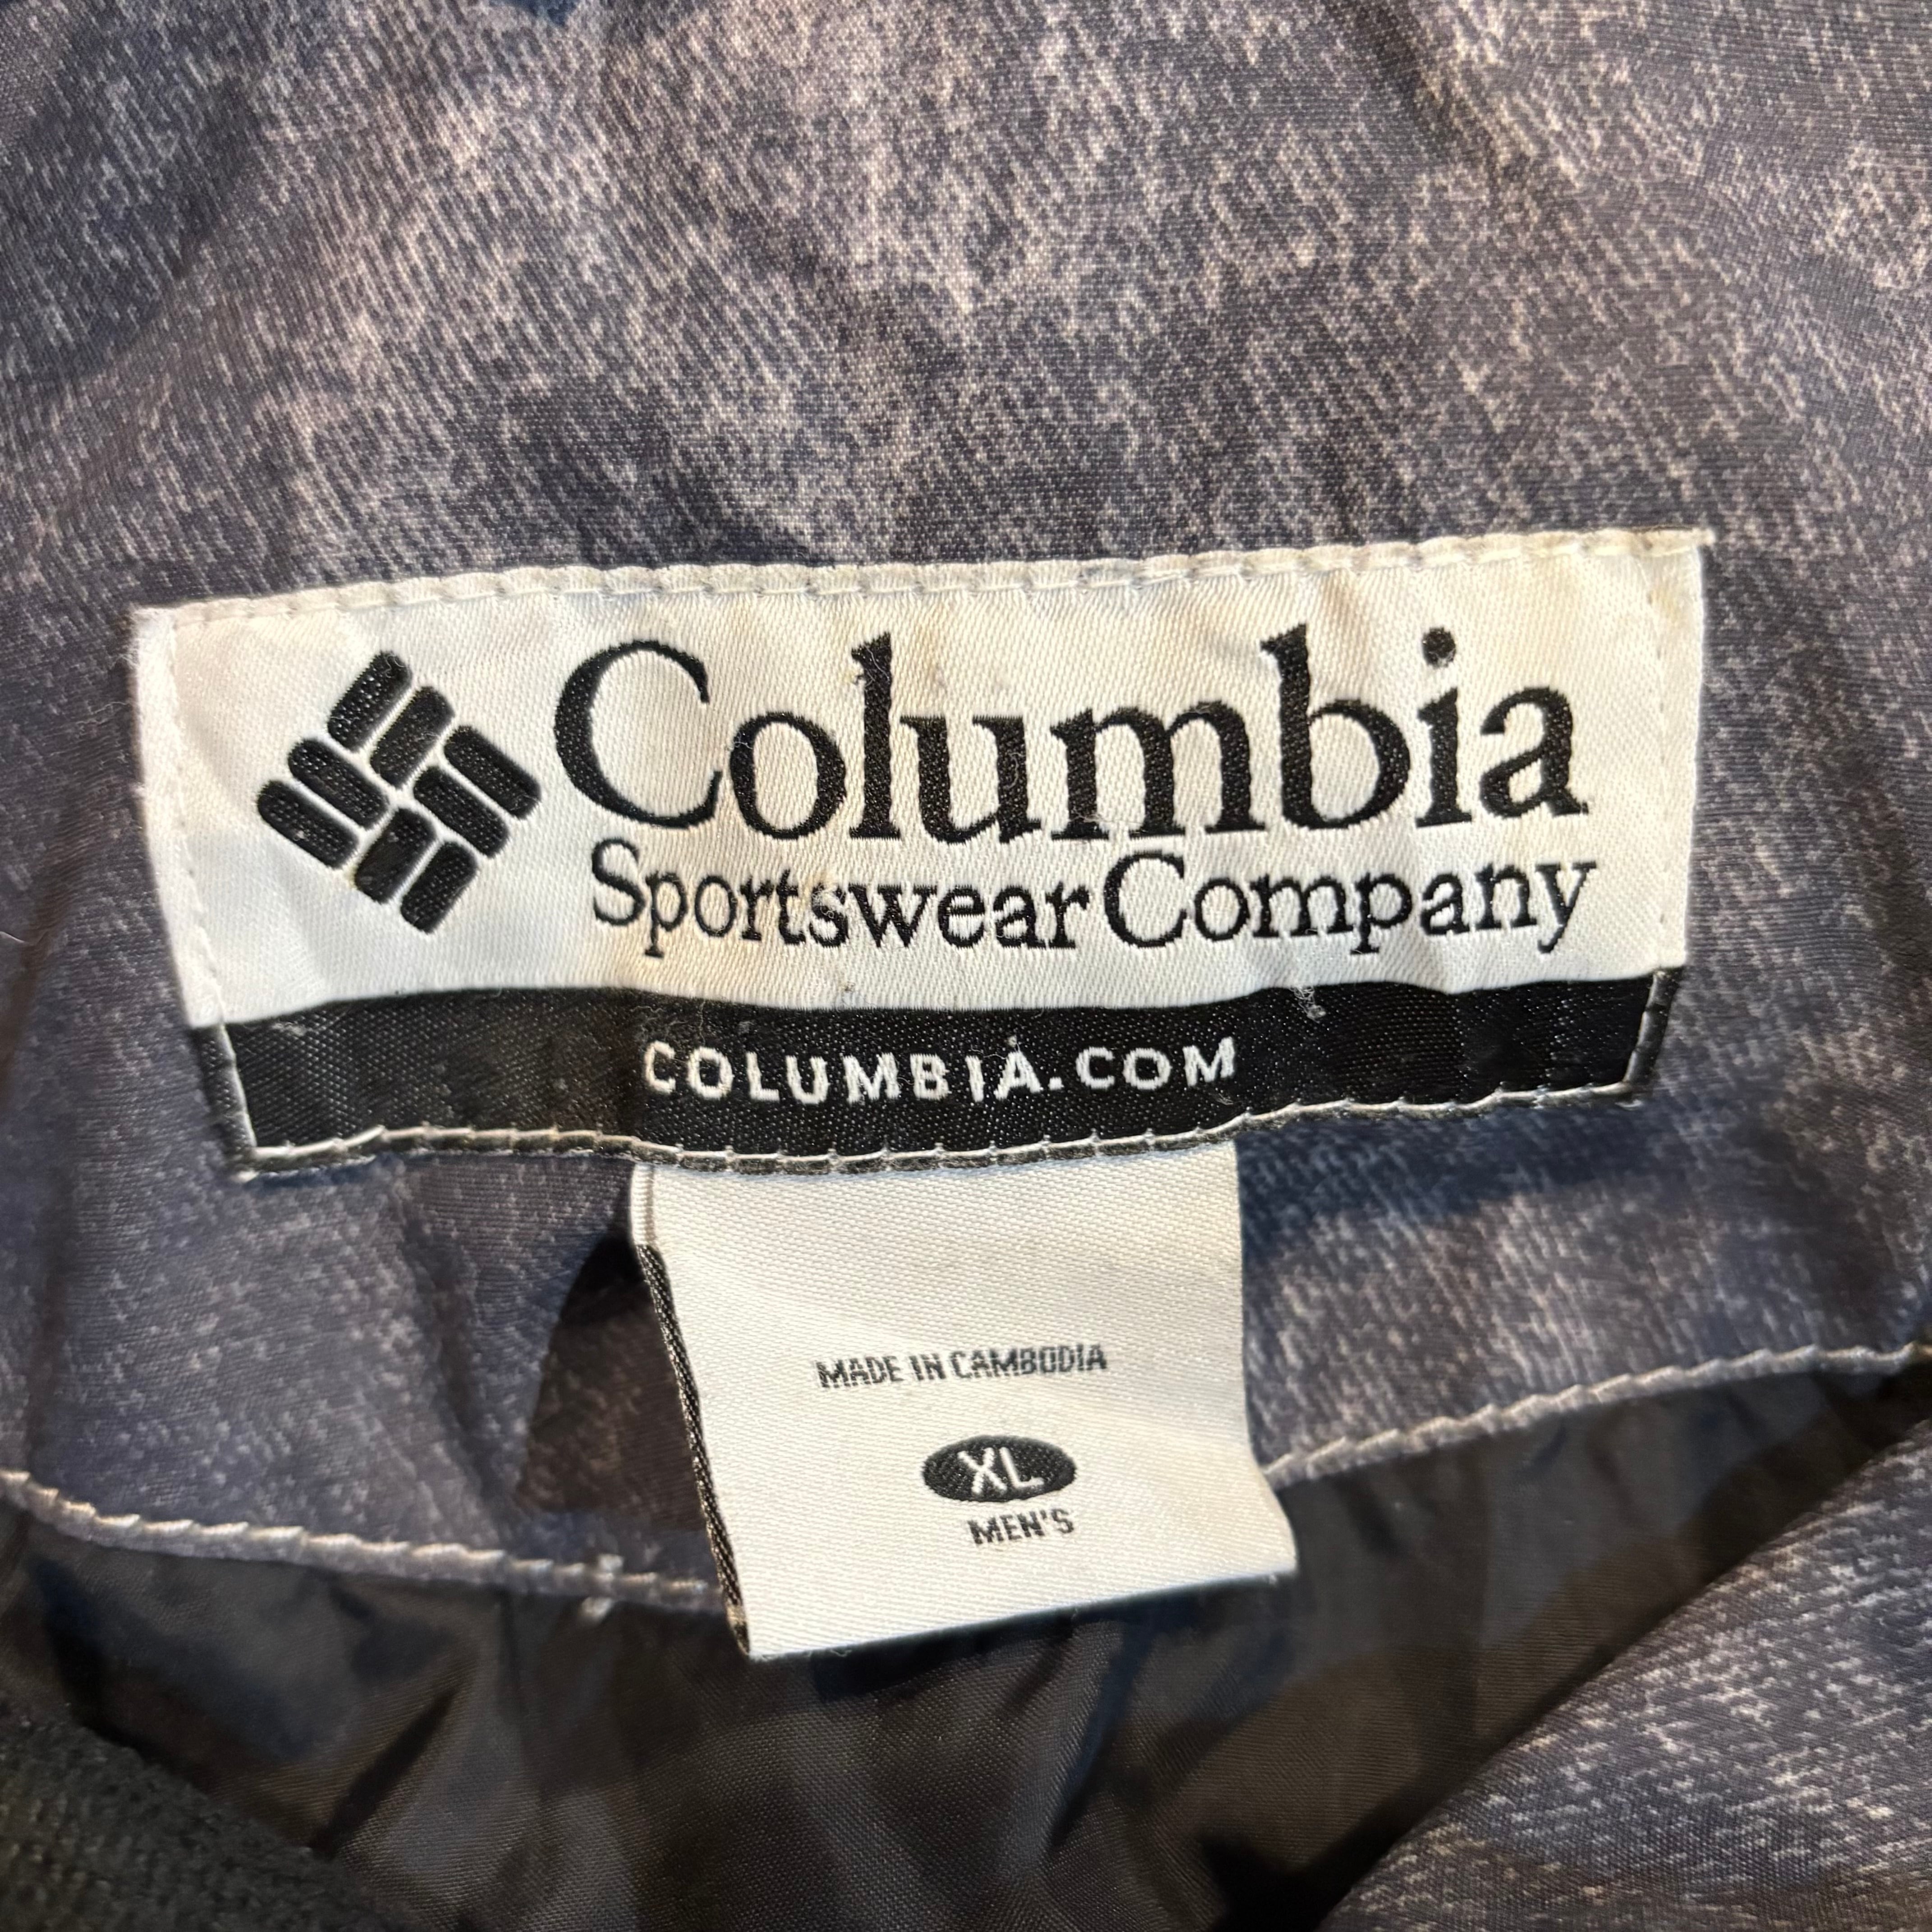 Columbia
Sportswear Company
COLUMBIA.COM
MADE IN CAMBODIA
XL
MEN'S